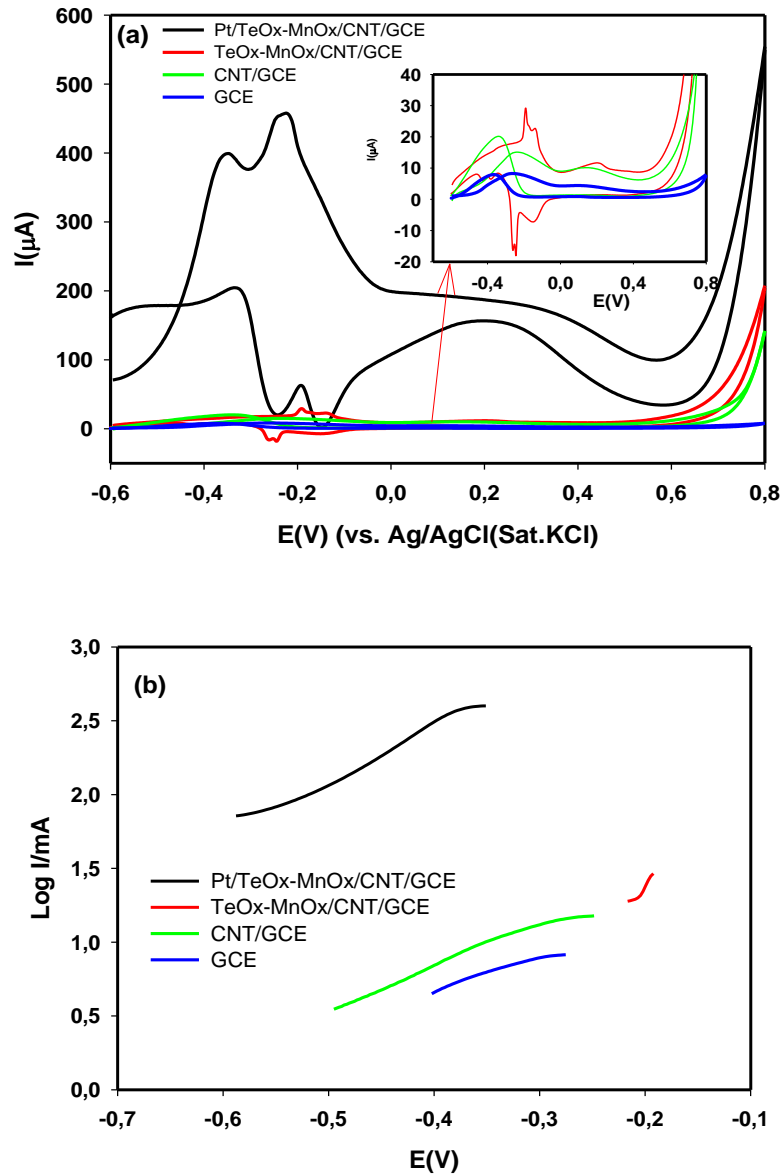 (a)
Pt/TeOx-MnOx/CNT/GCE
TeOx-MnOx/CNT/GCE
CNT/GCE
GCE
600
500
400
300
200
100
0
I(µA)
-0,6
-0,4
-0,2
0,0
0,2
0,4
0,6
0,8
E(V) (vs. Ag/AgCl(Sat.KCl)
40
30
20
10
0
-10
-20
I(µA)
-0,4
0,0
0,4
0,8
E(V)
(b)
3,0
2,5
2,0
1,5
1,0
0,5
0,0
Log I/mA
Pt/TeOx-MnOx/CNT/GCE
TeOx-MnOx/CNT/GCE
CNT/GCE
GCE
-0,7
-0,6
-0,5
-0,4
-0,3
-0,2
-0,1
E(V)